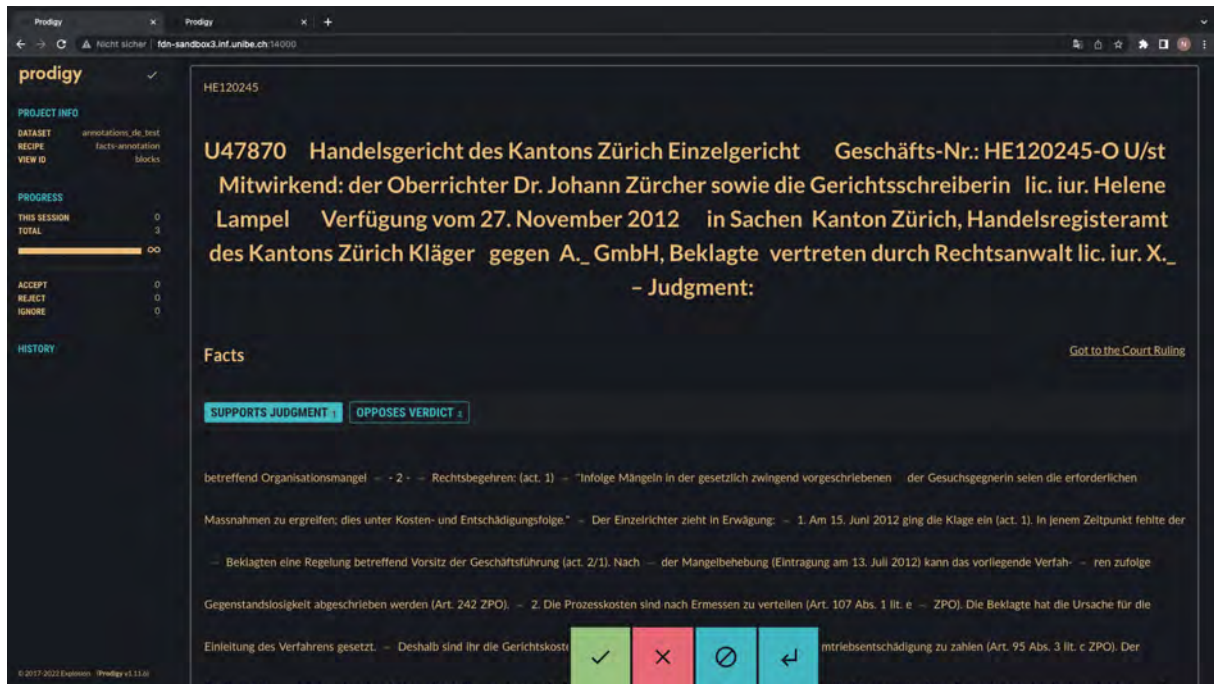 Prodigy
Prodigy
Nicht sicher | fdn-sandbox3.inf.unibe.ch:14000
prodigy
PROJECT INFO
DATASET annotations_de_test
RECIPE facts-annotation
VIEW ID blocks
PROGRESS
THIS SESSION 0
TOTAL 3
∞
ACCEPT 0
REJECT 0
IGNORE 0
HISTORY
© 2017-2022 Explosion (Prodigy v1.11.6)
HE120245
U47870 Handelsgericht des Kantons Zürich Einzelgericht Geschäfts-Nr.: HE120245-O U/st
Mitwirkend: der Oberrichter Dr. Johann Zürcher sowie die Gerichtsschreiberin lic. iur. Helene
Lampel Verfügung vom 27. November 2012 in Sachen Kanton Zürich, Handelsregisteramt
des Kantons Zürich Kläger gegen A._ GmbH, Beklagte vertreten durch Rechtsanwalt lic. iur. X._
– Judgment:
Facts
Got to the Court Ruling
SUPPORTS JUDGMENT 1 OPPOSES VERDICT 2
betreffend Organisationsmangel – - 2 - – Rechtsbegehren: (act. 1) – "Infolge Mängeln in der gesetzlich zwingend vorgeschriebenen der Gesuchsgegnerin seien die erforderlichen
Massnahmen zu ergreifen; dies unter Kosten- und Entschädigungsfolge." – Der Einzelrichter zieht in Erwägung: – 1. Am 15. Juni 2012 ging die Klage ein (act. 1). In jenem Zeitpunkt fehlte der
– Beklagten eine Regelung betreffend Vorsitz der Geschäftsführung (act. 2/1). Nach – der Mangelbehebung (Eintragung am 13. Juli 2012) kann das vorliegende Verfah- – ren zufolge
Gegenstandslosigkeit abgeschrieben werden (Art. 242 ZPO). – 2. Die Prozesskosten sind nach Ermessen zu verteilen (Art. 107 Abs. 1 lit. e – ZPO). Die Beklagte hat die Ursache für die
Einleitung des Verfahrens gesetzt. – Deshalb sind ihr die Gerichtskoste mtriebsentschädigung zu zahlen (Art. 95 Abs. 3 lit. c ZPO). Der